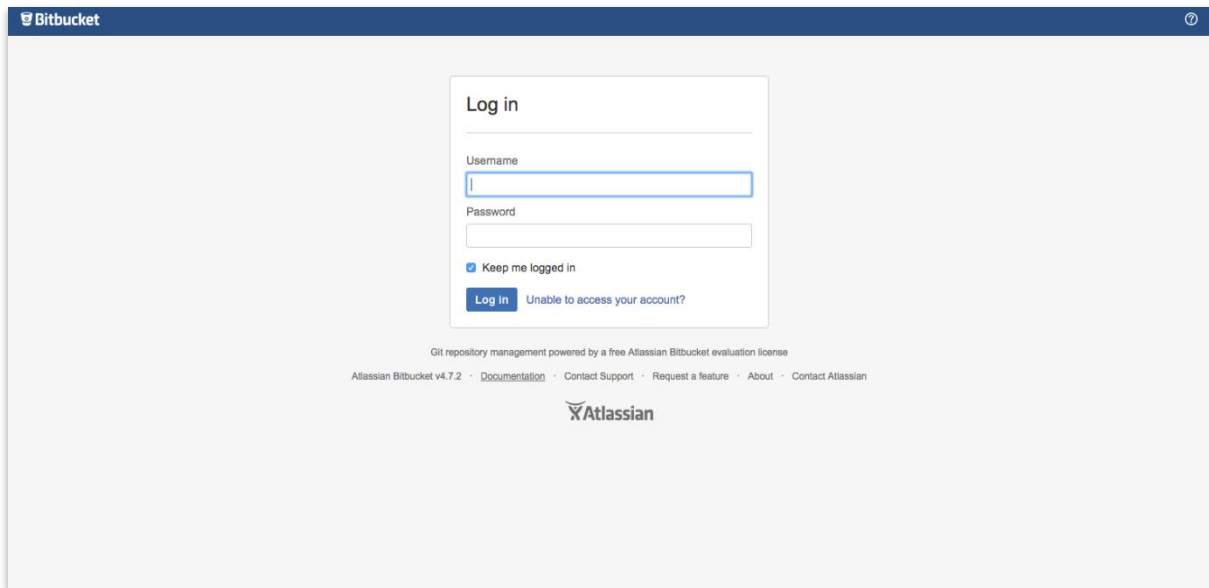 Bitbucket
Log in
Username
Password
Keep me logged in
Log in Unable to access your account?
Git repository management powered by a free Atlassian Bitbucket evaluation license
Atlassian Bitbucket v4.7.2 · Documentation · Contact Support · Request a feature · About · Contact Atlassian
Atlassian